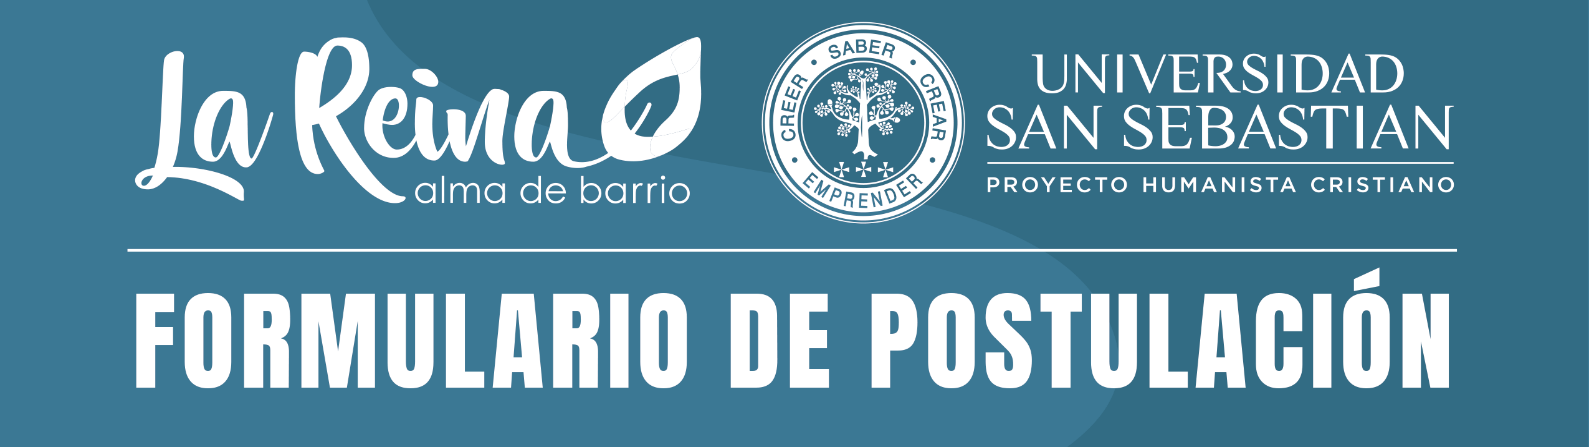 La Reina
alma de barrio
CREER • SABER • CREAR • EMPRENDER •
UNIVERSIDAD
SAN SEBASTIAN
PROYECTO HUMANISTA CRISTIANO
FORMULARIO DE POSTULACIÓN